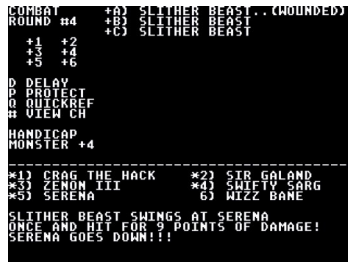 COMBAT +A) SLITHER BEAST..(WOUNDED)
ROUND #4 +B) SLITHER BEAST
+C) SLITHER BEAST
+1 +2
+3 +4
+5 +6
D DELAY
P PROTECT
Q QUICKREF
# VIEW CH
HANDICAP
MONSTER +4
--------------------------------------
*1) CRAG THE HACK *2) SIR GALAND
*3) ZENON III *4) SWIFTY SARG
*5) SERENA 6) WIZZ BANE
SLITHER BEAST SWINGS AT SERENA
ONCE AND HIT FOR 9 POINTS OF DAMAGE!
SERENA GOES DOWN!!!